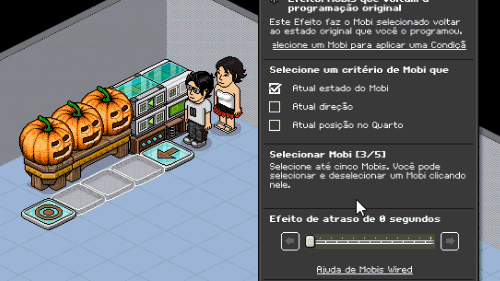 Efeito: Mobis que voltam à
programação original
Este Efeito faz o Mobi selecionado voltar
ao estado original que você o programou.
elecione um Mobi para aplicar uma Condiçã
Selecione um critério de Mobi que
Atual estado do Mobi
Atual direção
Atual posição no Quarto
Selecionar Mobi [3/5]
Selecione até cinco Mobis. Você pode
selecionar e deselecionar um Mobi clicando
nele.
Efeito de atraso de 0 segundos
Ajuda de Mobis Wired